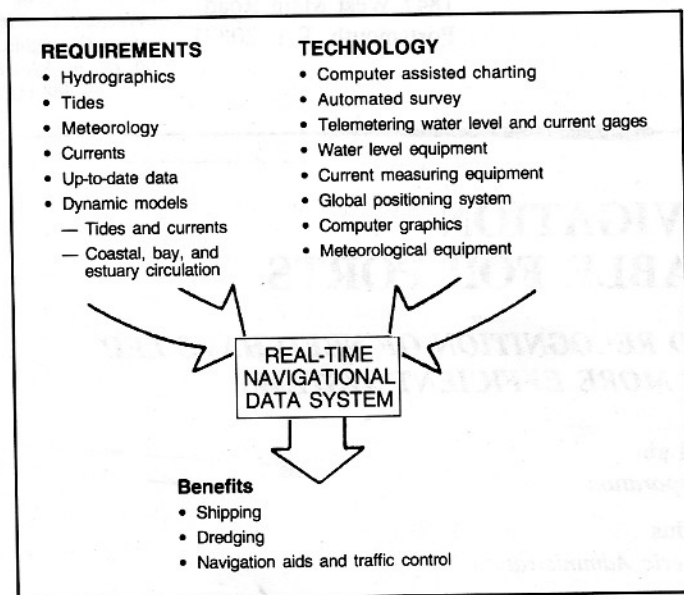 REQUIREMENTS
• Hydrographics
• Tides
• Meteorology
• Currents
• Up-to-date data
• Dynamic models
— Tides and currents
— Coastal, bay, and
estuary circulation
TECHNOLOGY
• Computer assisted charting
• Automated survey
• Telemetering water level and current gages
• Water level equipment
• Current measuring equipment
• Global positioning system
• Computer graphics
• Meteorological equipment
REAL-TIME
NAVIGATIONAL
DATA SYSTEM
Benefits
• Shipping
• Dredging
• Navigation aids and traffic control